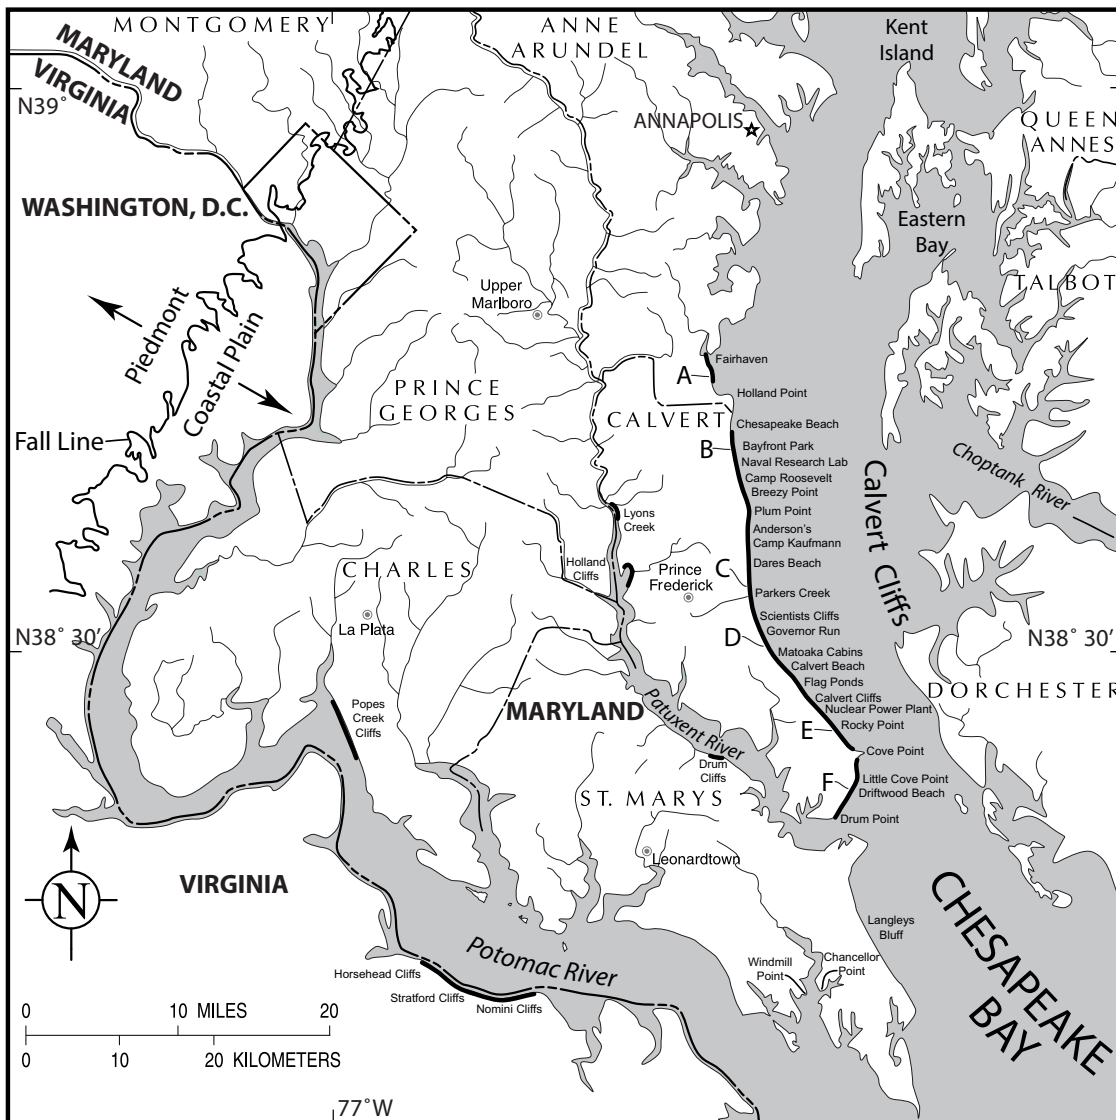 MONTGOMERY
ANNE
ARUNDEL
Kent
Island
MARYLAND
VIRGINIA
N39˚
ANNAPOLIS
QUEEN
ANNES
WASHINGTON, D.C.
Eastern
Bay
Upper
Marlboro
TALBOT
Piedmont
Coastal Plain
Fall Line
PRINCE
GEORGES
Fairhaven
A
Holland Point
CALVERT
Chesapeake Beach
B
Bayfront Park
Naval Research Lab
Camp Roosevelt
Breezy Point
Plum Point
Anderson's
Camp Kaufmann
Dares Beach
C
Parkers Creek
Scientists Cliffs
Governor Run
D
Matoaka Cabins
Calvert Beach
Flag Ponds
Calvert Cliffs
Nuclear Power Plant
E
Rocky Point
Cove Point
F
Little Cove Point
Driftwood Beach
Drum Point
Calvert Cliffs
Choptank River
Lyons
Creek
Holland
Cliffs
Prince
Frederick
CHARLES
La Plata
N38˚ 30'
N38˚ 30'
DORCHESTER
Popes
Creek
Cliffs
MARYLAND
Patuxent River
Drum
Cliffs
ST. MARYS
Leonardtown
N
VIRGINIA
CHESAPEAKE
BAY
Langleys
Bluff
Potomac River
Windmill
Point
Chancellor
Point
Horsehead Cliffs
Stratford Cliffs
Nomini Cliffs
0 10 MILES 20
0 10 20 KILOMETERS
77˚W